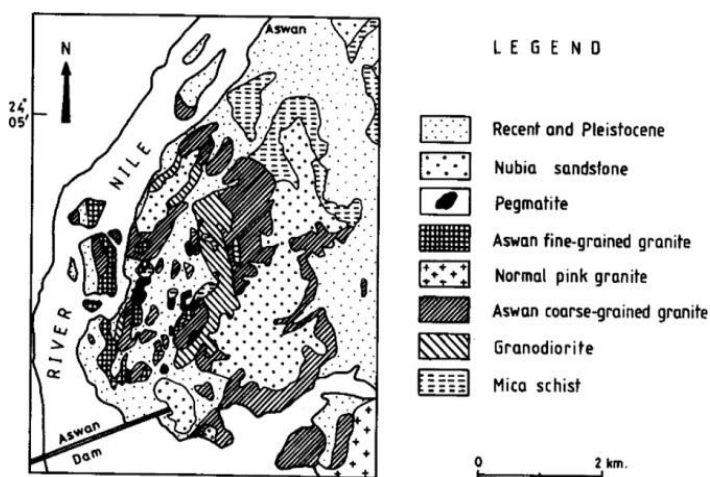 Aswan
N
24°
05'
NILE
RIVER
Aswan
Dam
LEGEND
Recent and Pleistocene
Nubia sandstone
Pegmatite
Aswan fine-grained granite
Normal pink granite
Aswan coarse-grained granite
Granodiorite
Mica schist
0 2 km.